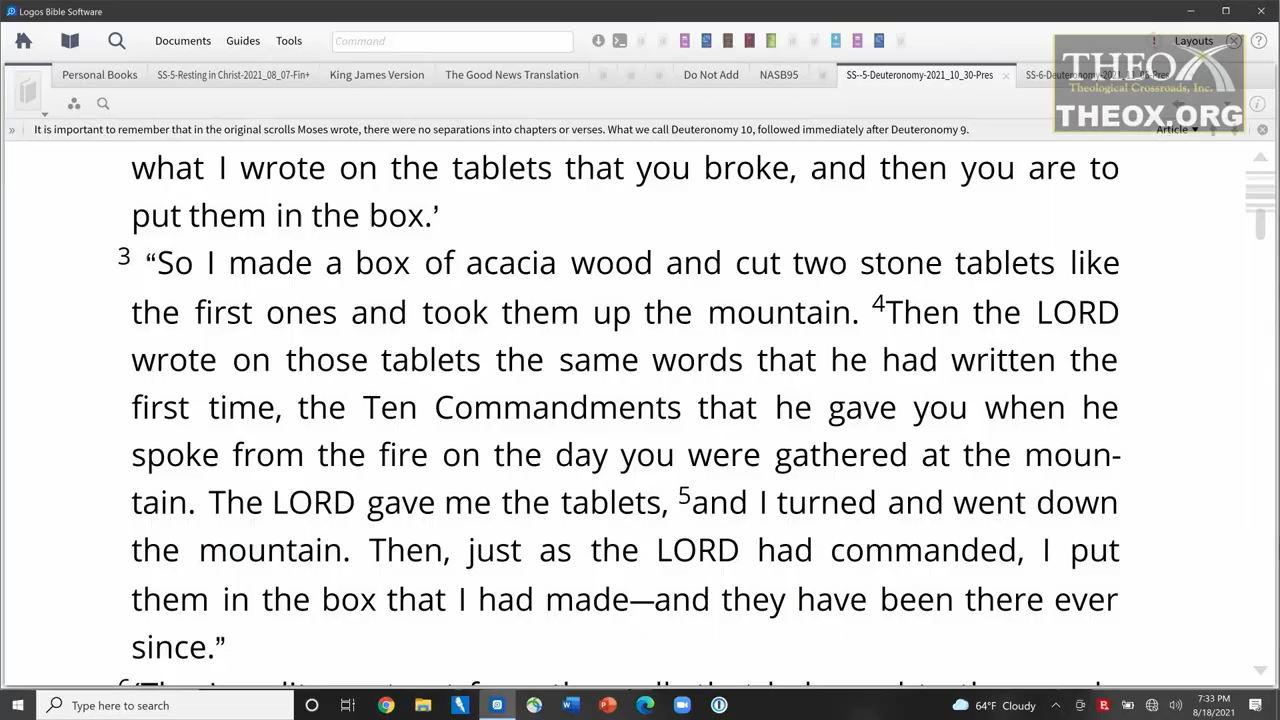 Logos Bible Software
Documents Guides Tools Command Layouts
THEOX
Theological Crossroads, Inc.
THEOX.ORG
Personal Books SS-5-Resting in Christ-2021_08_07-Fin+ King James Version The Good News Translation Do Not Add NASB95 SS--5-Deuteronomy-2021_10_30-Pres
Article
» It is important to remember that in the original scrolls Moses wrote, there were no separations into chapters or verses. What we call Deuteronomy 10, followed immediately after Deuteronomy 9.
what I wrote on the tablets that you broke, and then you are to
put them in the box.’
3 “So I made a box of acacia wood and cut two stone tablets like
the first ones and took them up the mountain. 4Then the LORD
wrote on those tablets the same words that he had written the
first time, the Ten Commandments that he gave you when he
spoke from the fire on the day you were gathered at the moun-
tain. The LORD gave me the tablets, 5and I turned and went down
the mountain. Then, just as the LORD had commanded, I put
them in the box that I had made—and they have been there ever
since.”
Type here to search
64°F Cloudy
7:33 PM
8/18/2021